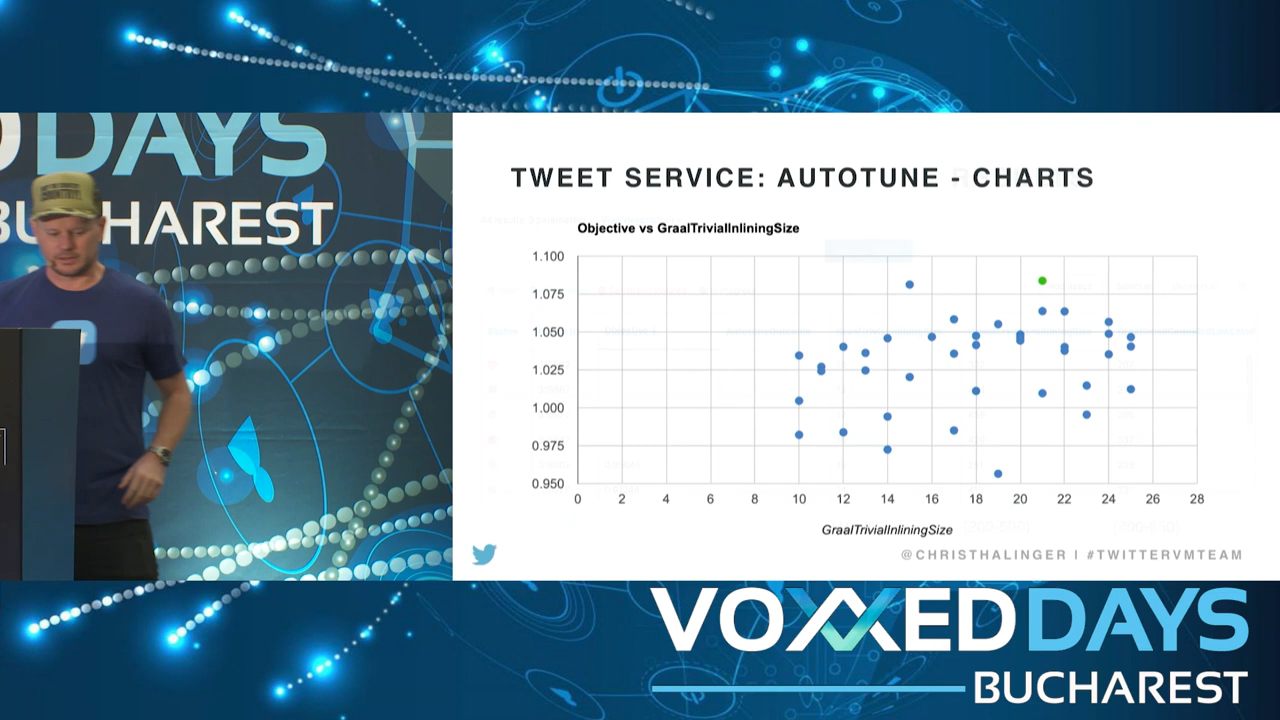 DAYS
BUCHAREST
TWEET SERVICE: AUTOTUNE - CHARTS
Objective vs GraalTrivialInliningSize
1.100
1.075
1.050
1.025
1.000
0.975
0.950
0 2 4 6 8 10 12 14 16 18 20 22 24 26 28
GraalTrivialInliningSize
@CHRISTHALINGER | #TWITTERVMTEAM
VOXXED DAYS
BUCHAREST